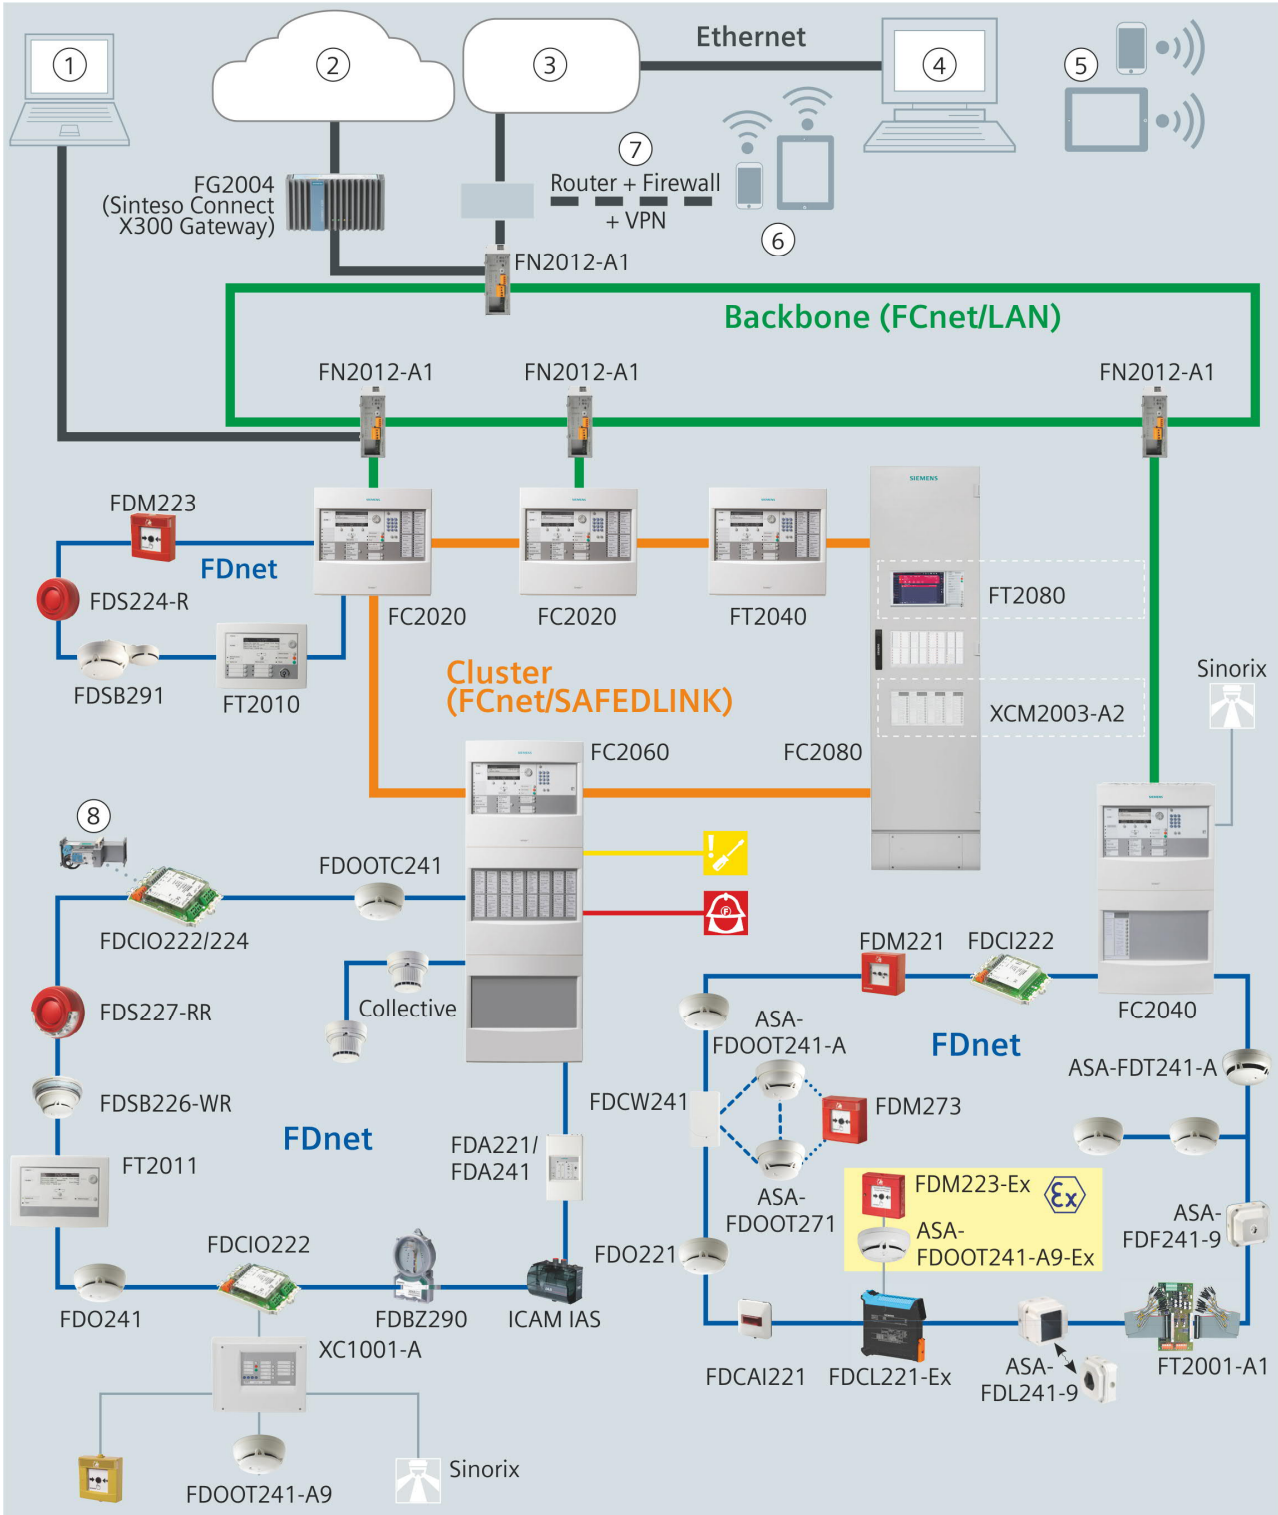 1
2
3
Ethernet
4
5
7
FG2004
(Sinteso Connect
X300 Gateway)
Router + Firewall
+ VPN
6
FN2012-A1
Backbone (FCnet/LAN)
FN2012-A1
FN2012-A1
FN2012-A1
SIEMENS
FDM223
FDnet
FDS224-R
FC2020
FC2020
FT2040
FT2080
FDSB291
FT2010
Cluster
(FCnet/SAFEDLINK)
Sinorix
XCM2003-A2
FC2060
FC2080
8
FDOOTC241
FDCIO222/224
FDM221
FDCI222
Collective
FDS227-RR
FC2040
ASA-
FDOOT241-A
FDnet
ASA-FDT241-A
FDSB226-WR
FDCW241
FDM273
FDnet
FT2011
FDA221/
FDA241
ASA-
FDOOT271
FDM223-Ex
Ex
ASA-
FDOOT241-A9-Ex
ASA-
FDF241-9
FDO221
FDCIO222
FDO241
FDBZ290
ICAM IAS
XC1001-A
FDCAI221
FDCL221-Ex
ASA-
FDL241-9
FT2001-A1
Sinorix
FDOOT241-A9